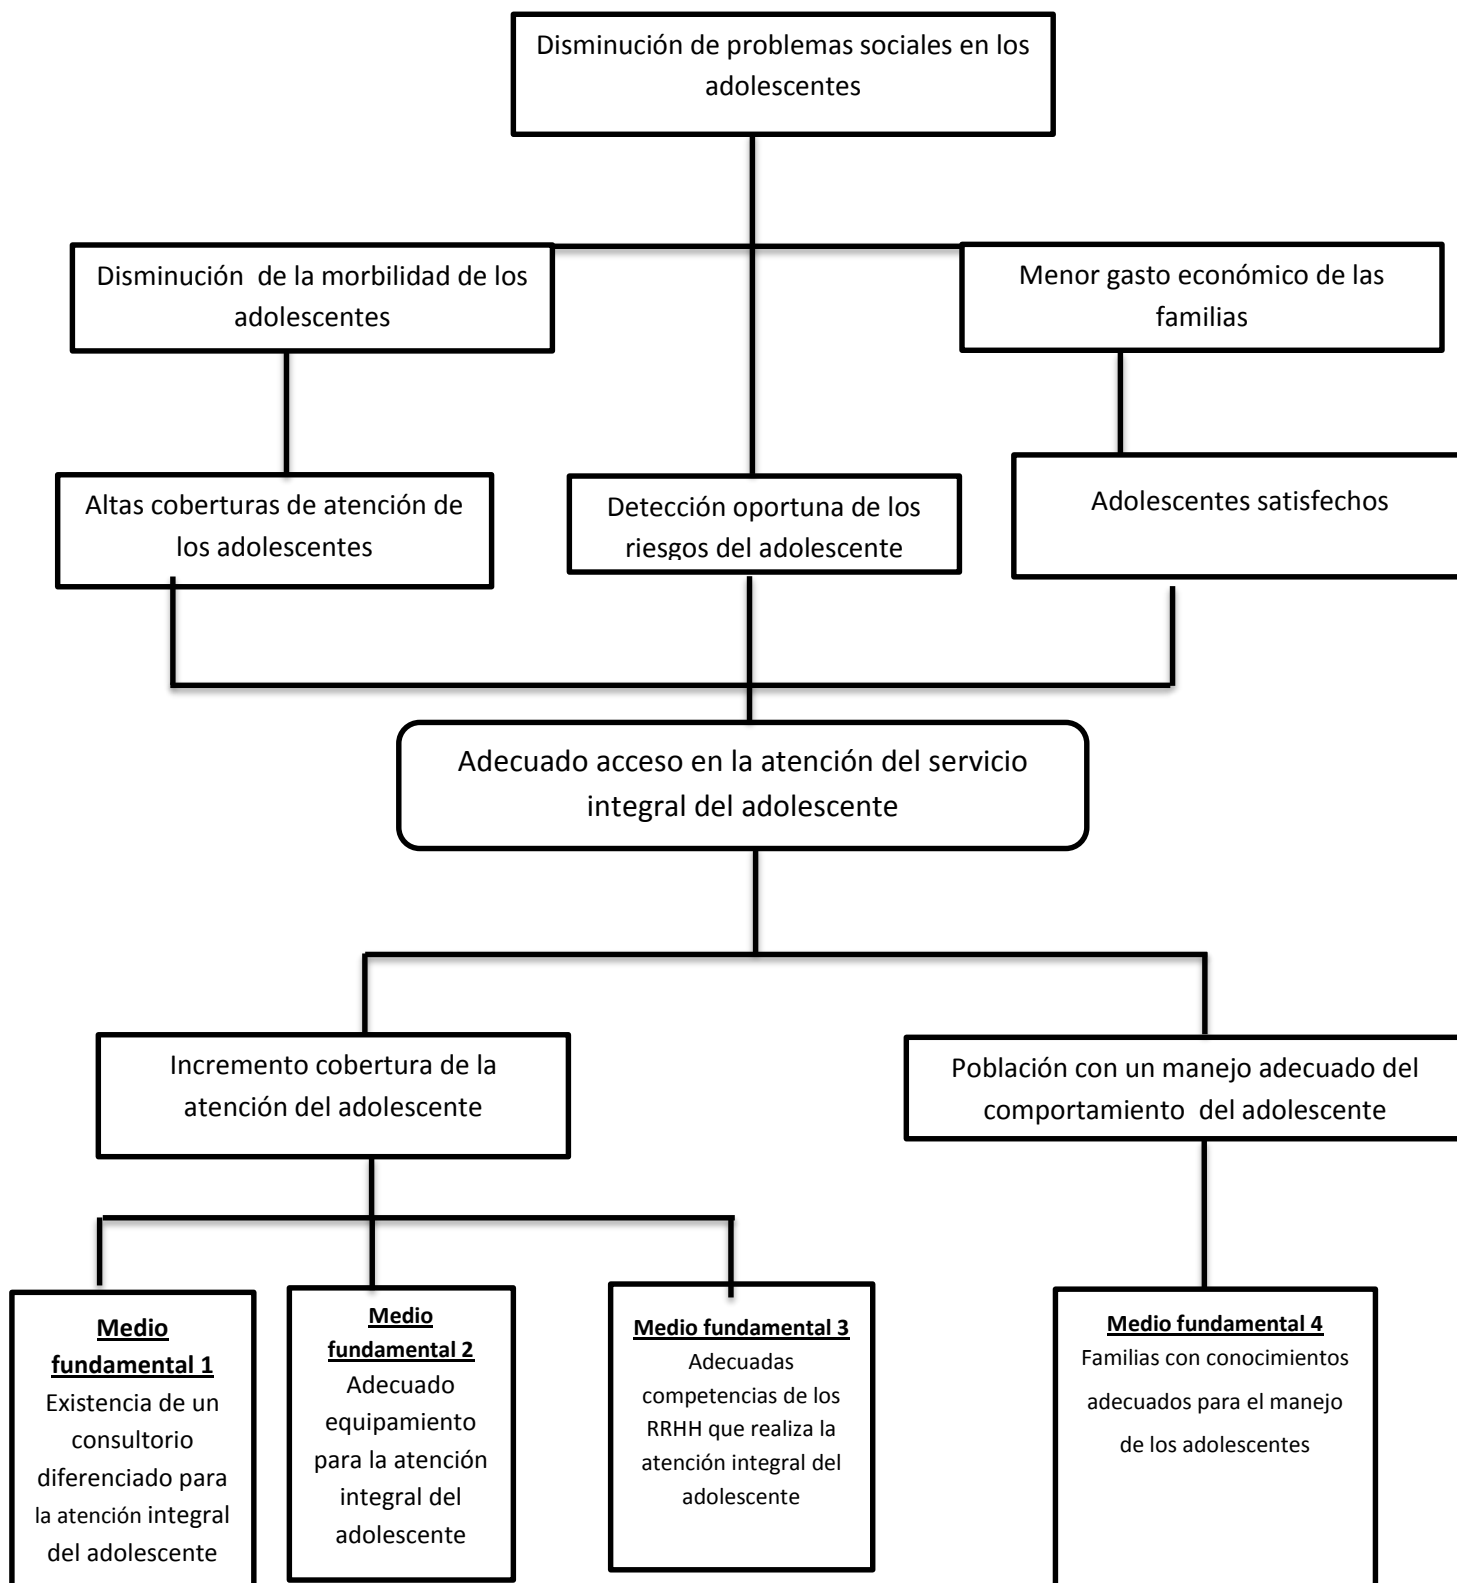 Disminución de problemas sociales en los
adolescentes
Disminución  de la morbilidad de los
adolescentes
Menor gasto económico de las
familias
Altas coberturas de atención de
los adolescentes
Detección oportuna de los
riesgos del adolescente
Adolescentes satisfechos
Adecuado acceso en la atención del servicio
integral del adolescente
Incremento cobertura de la
atención del adolescente
Población con un manejo adecuado del
comportamiento  del adolescente
Medio
fundamental 1
Existencia de un
consultorio
diferenciado para
la atención integral
del adolescente
Medio
fundamental 2
Adecuado
equipamiento
para la atención
integral del
adolescente
Medio fundamental 3
Adecuadas
competencias de los
RRHH que realiza la
atención integral del
adolescente
Medio fundamental 4
Familias con conocimientos
adecuados para el manejo
de los adolescentes